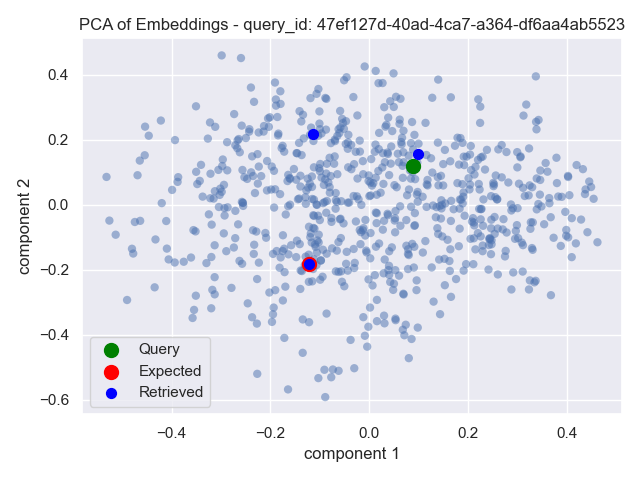 PCA of Embeddings - query_id: 47ef127d-40ad-4ca7-a364-df6aa4ab5523
component 2
0.4
0.2
0.0
−0.2
−0.4
−0.6
Query
Expected
Retrieved
−0.4
−0.2
0.0
0.2
0.4
component 1